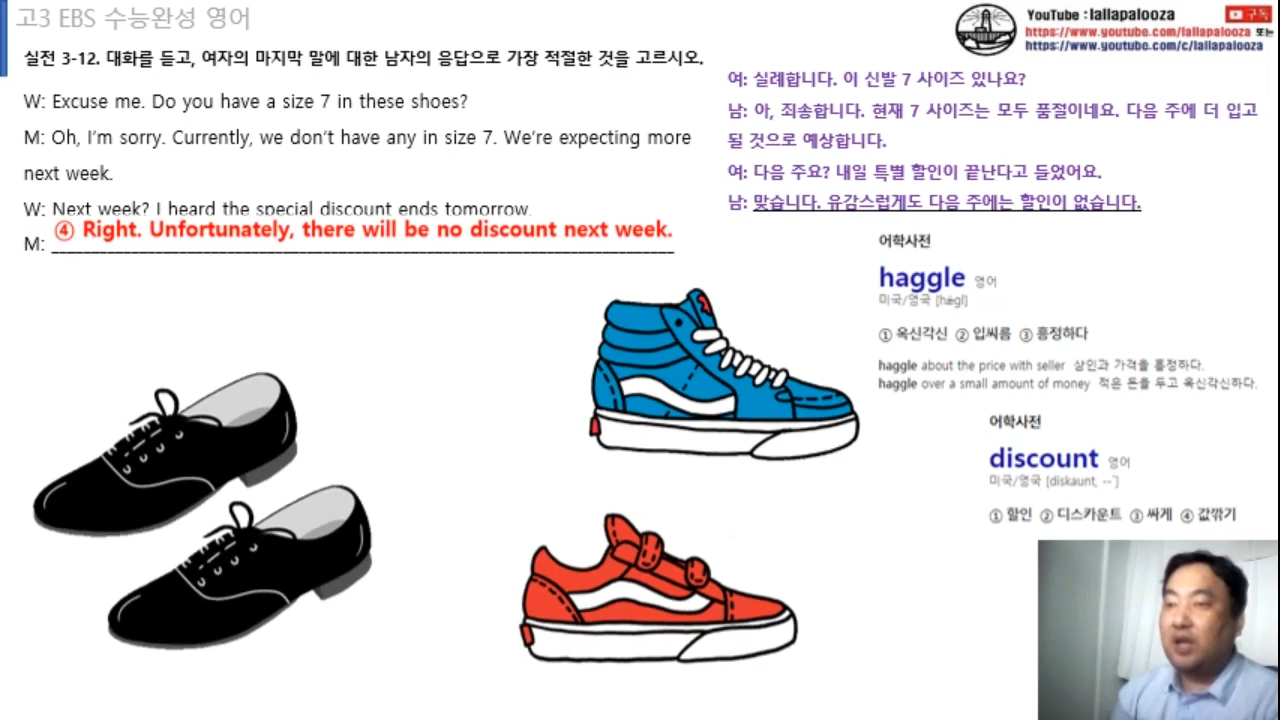 고3 EBS 수능완성 영어
실전 3-12. 대화를 듣고, 여자의 마지막 말에 대한 남자의 응답으로 가장 적절한 것을 고르시오.
W: Excuse me. Do you have a size 7 in these shoes?
M: Oh, I'm sorry. Currently, we don't have any in size 7. We're expecting more
next week.
W: Next week? I heard the special discount ends tomorrow.
M: ④ Right. Unfortunately, there will be no discount next week.
YouTube : lallapalooza
구독
https://www.youtube.com/lallapalooza 또는
https://www.youtube.com/c/lallapalooza
여: 실례합니다. 이 신발 7 사이즈 있나요?
남: 아, 죄송합니다. 현재 7 사이즈는 모두 품절이네요. 다음 주에 더 입고
될 것으로 예상합니다.
여: 다음 주요? 내일 특별 할인이 끝난다고 들었어요.
남: 맞습니다. 유감스럽게도 다음 주에는 할인이 없습니다.
어학사전
haggle 영어
미국/영국 [hǽgl]
① 옥신각신 ② 입씨름 ③ 흥정하다
haggle about the price with seller 상인과 가격을 흥정하다.
haggle over a small amount of money 적은 돈을 두고 옥신각신하다.
어학사전
discount 영어
미국/영국 [dískaunt, --´]
① 할인 ② 디스카운트 ③ 싸게 ④ 값깎기